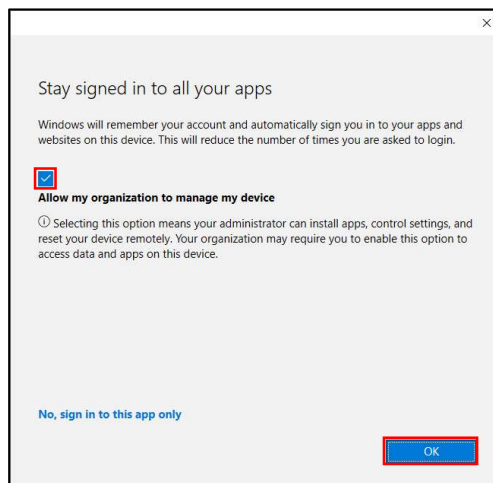 Stay signed in to all your apps
Windows will remember your account and automatically sign you in to your apps and
websites on this device. This will reduce the number of times you are asked to login.
Allow my organization to manage my device
ⓘ Selecting this option means your administrator can install apps, control settings, and
reset your device remotely. Your organization may require you to enable this option to
access data and apps on this device.
No, sign in to this app only
OK